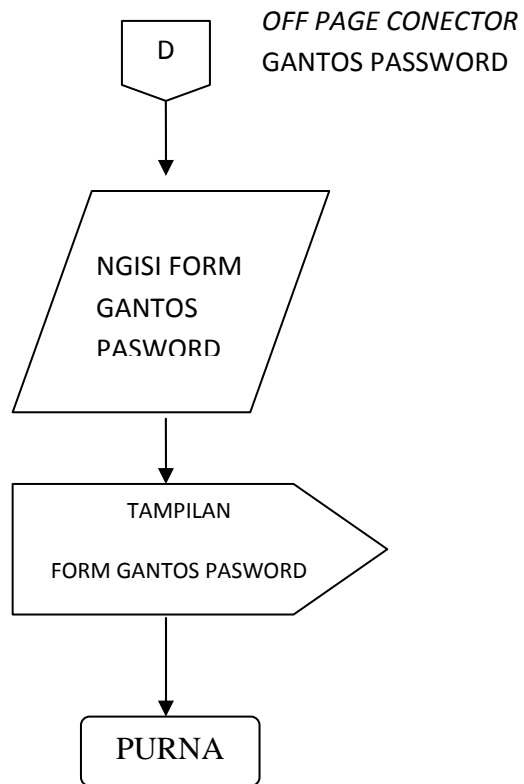 D
OFF PAGE CONECTOR
GANTOS PASSWORD
NGISI FORM
GANTOS
PASWORD
TAMPILAN
FORM GANTOS PASWORD
PURNA